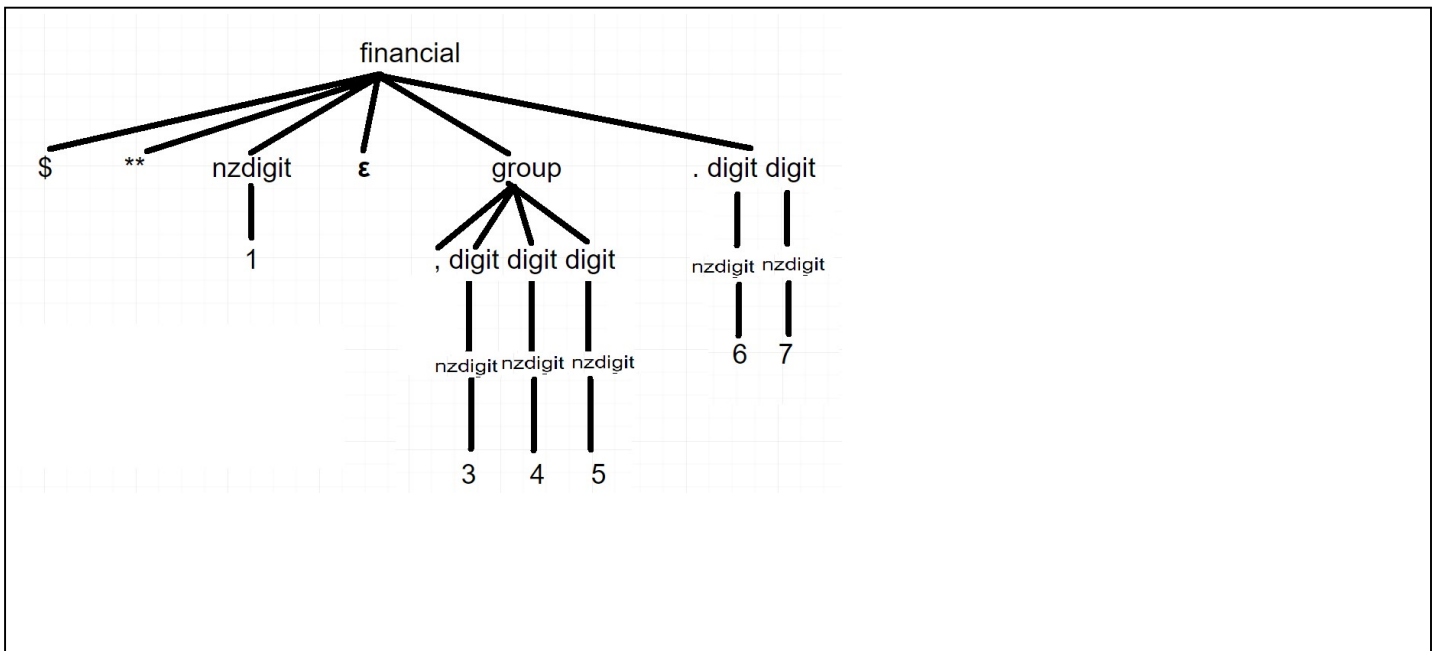 financial
$ ** nzdigit ε group . digit digit
1 , digit digit digit nzdigit nzdigit
6 7
nzdigit nzdigit nzdigit
3 4 5